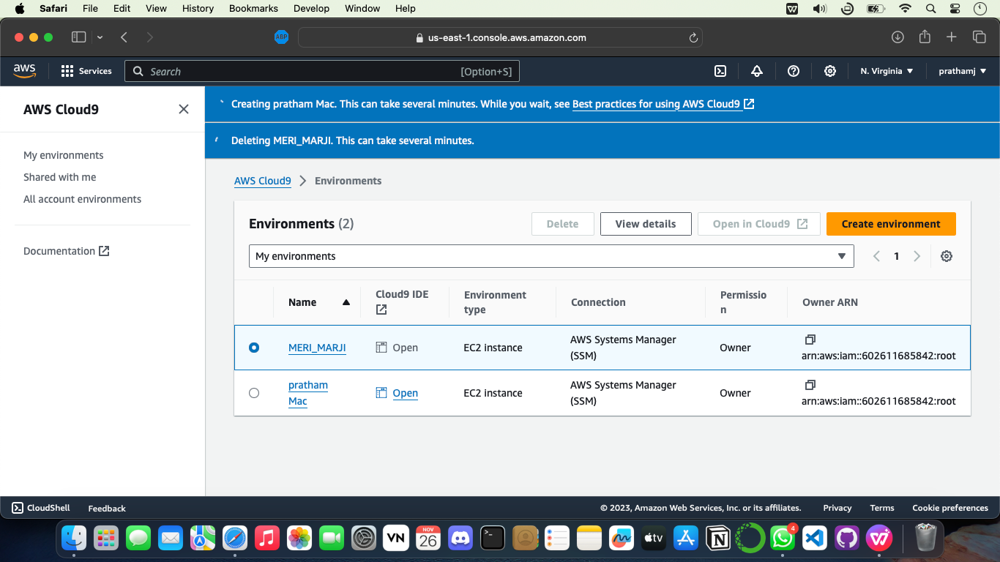 Safari File Edit View History Bookmarks Develop Window Help
ABP us-east-1.console.aws.amazon.com
aws Services Search [Option+S] N. Virginia prathamj
AWS Cloud9
My environments
Shared with me
All account environments
Documentation
Creating pratham Mac. This can take several minutes. While you wait, see Best practices for using AWS Cloud9
Deleting MERI_MARJI. This can take several minutes.
AWS Cloud9 Environments
Environments (2) Delete View details Open in Cloud9 Create environment
My environments 1
Name Cloud9 IDE Environment type Connection Permission Owner ARN
MERI_MARJI Open EC2 instance AWS Systems Manager (SSM) Owner arn:aws:iam::602611685842:root
pratham Mac Open EC2 instance AWS Systems Manager (SSM) Owner arn:aws:iam::602611685842:root
CloudShell Feedback © 2023, Amazon Web Services, Inc. or its affiliates. Privacy Terms Cookie preferences
VN NOV 26 tv 4